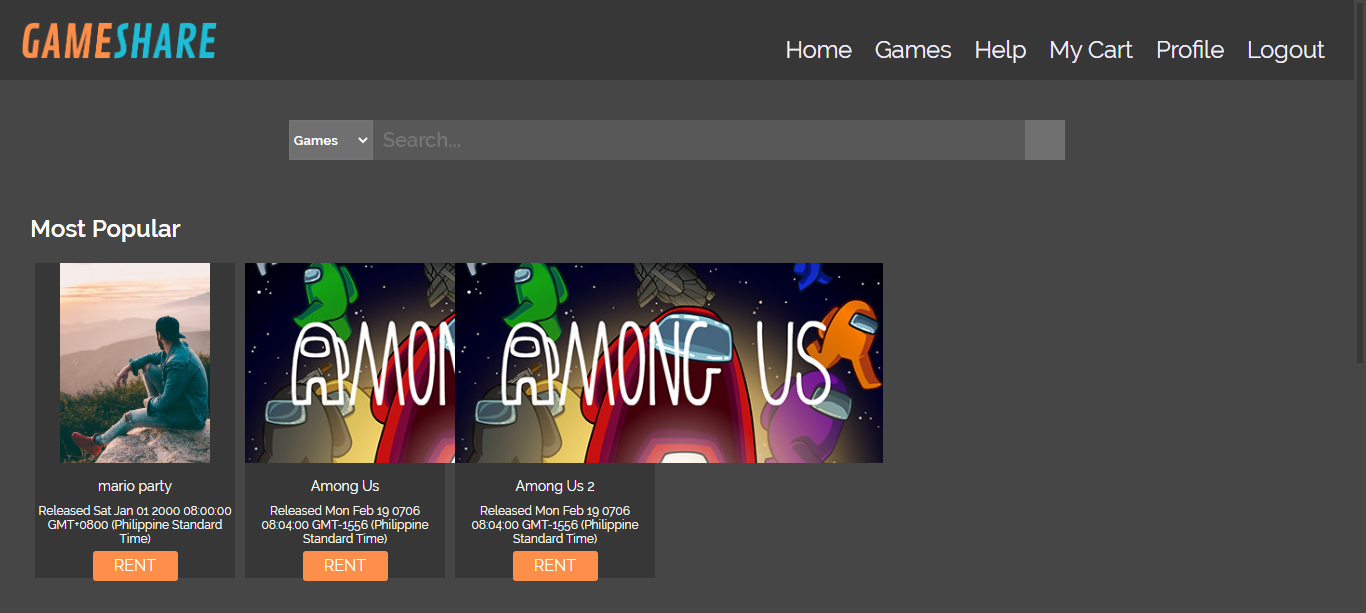 GAMESHARE
Home Games Help My Cart Profile Logout
Games Search...
Most Popular
AMON
AMONG US
mario party
Released Sat Jan 01 2000 08:00:00
GMT+0800 (Philippine Standard
Time)
RENT
Among Us
Released Mon Feb 19 0706
08:04:00 GMT-1556 (Philippine
Standard Time)
RENT
Among Us 2
Released Mon Feb 19 0706
08:04:00 GMT-1556 (Philippine
Standard Time)
RENT